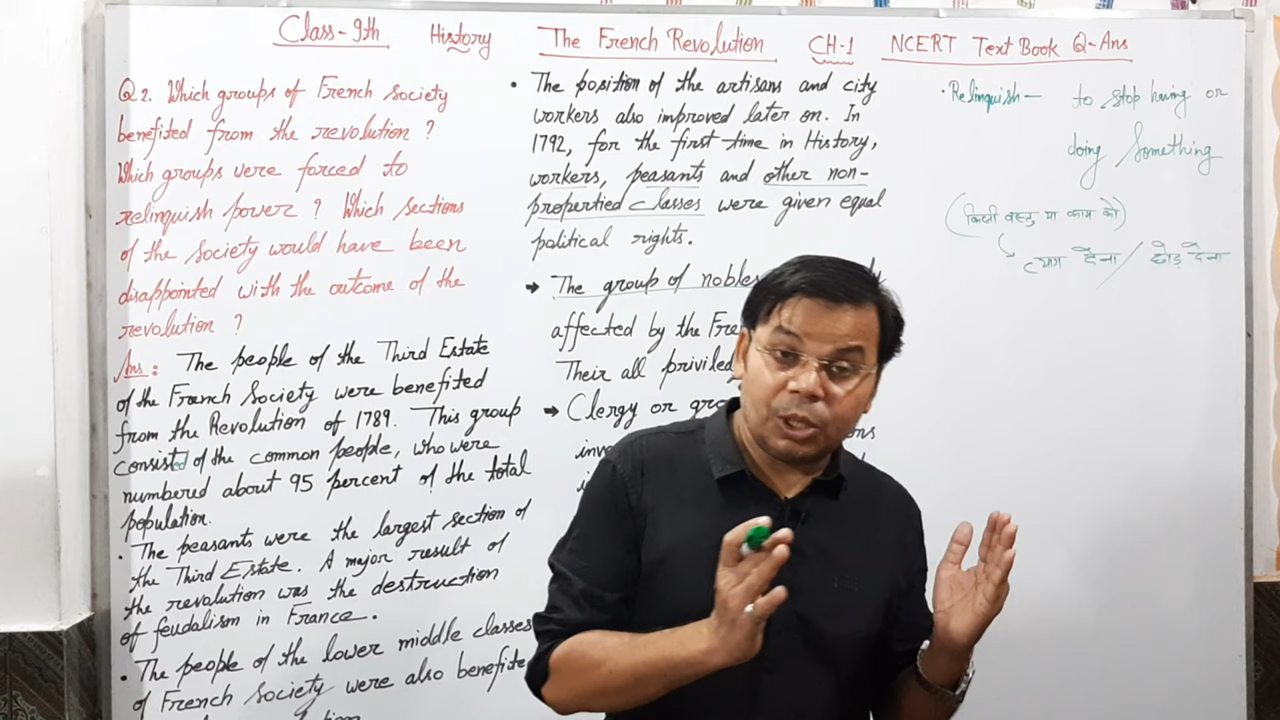 Class-9th History The French Revolution CH-1 NCERT Text Book Q-Ans
Q2. Which groups of French Society
benefited from the revolution ?
Which groups were forced to
relinquish power ? Which sections
of the society would have been
disappointed with the outcome of the
revolution ?
Ans: The people of the Third Estate
of the French Society were benefited
from the Revolution of 1789. This group
consisted of the common people, who were
numbered about 95 percent of the total
population.
• The peasants were the largest section of
the Third Estate. A major result of
the revolution was the destruction
of feudalism in France.
• The people of the lower middle classes
of French Society were also benefite
• The position of the artisans and city
workers also improved later on. In
1792, for the first time in History,
workers, peasants and other non-
propertied classes were given equal
political rights.
→ The group of nobles
affected by the Fre
Their all privile
→ Clergy or gro
• Relinquish — to stop having or
doing something
(किसी वस्तु या काम को)
त्याग देना / छोड़ देना